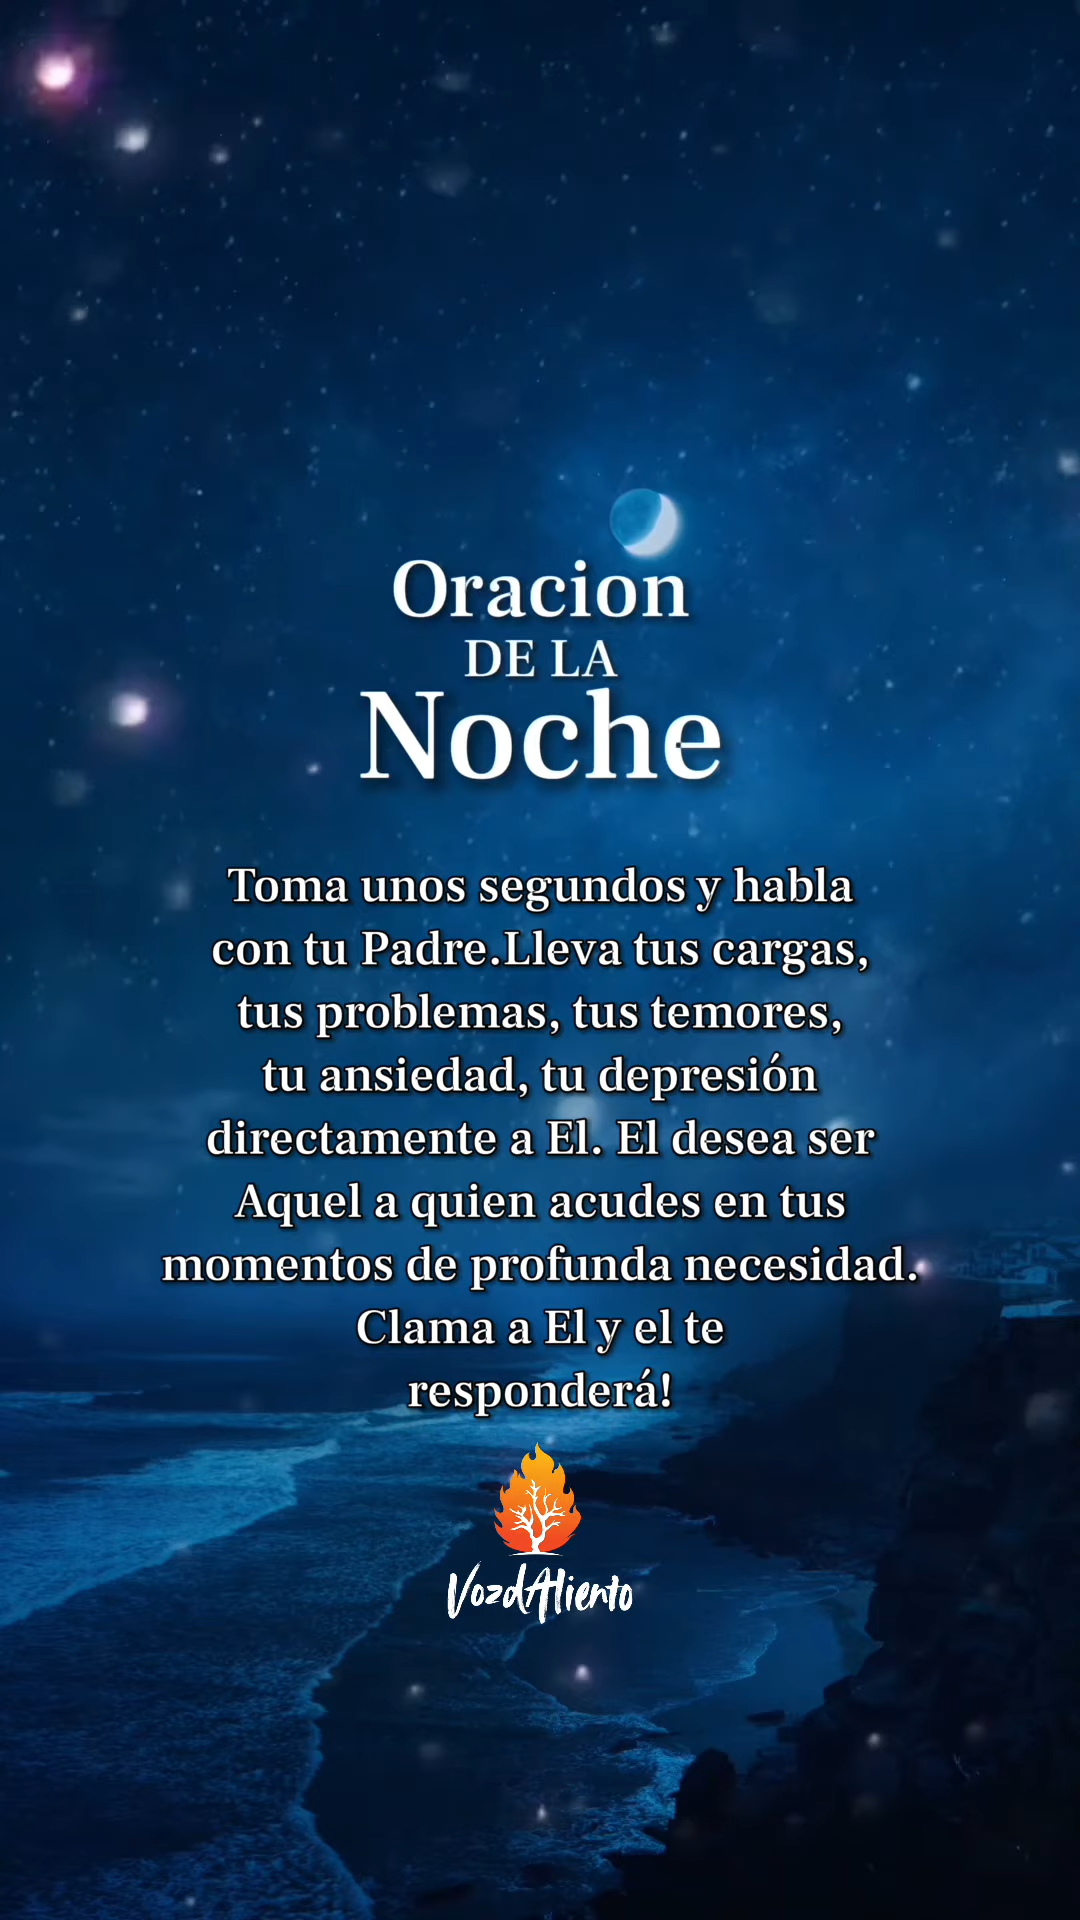 Oracion
DE LA
Noche
Toma unos segundos y habla
con tu Padre.Lleva tus cargas,
tus problemas, tus temores,
tu ansiedad, tu depresión
directamente a El. El desea ser
Aquel a quien acudes en tus
momentos de profunda necesidad.
Clama a El y el te
responderá!
VozdAliento